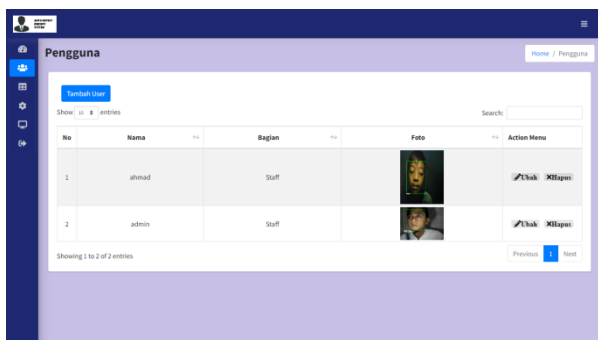 Pengguna
Home / Pengguna
Tambah User
Show 10 entries
Search:
No Nama Bagian Foto Action Menu
1 ahmad Staff Ubah Hapus
2 admin Staff Ubah Hapus
Showing 1 to 2 of 2 entries
Previous 1 Next